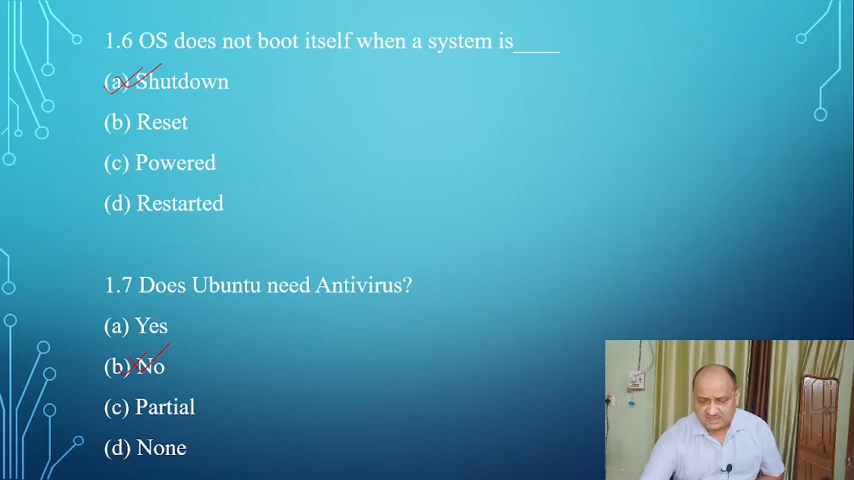 1.6 OS does not boot itself when a system is____
(a) Shutdown
(b) Reset
(c) Powered
(d) Restarted
1.7 Does Ubuntu need Antivirus?
(a) Yes
(b) No
(c) Partial
(d) None